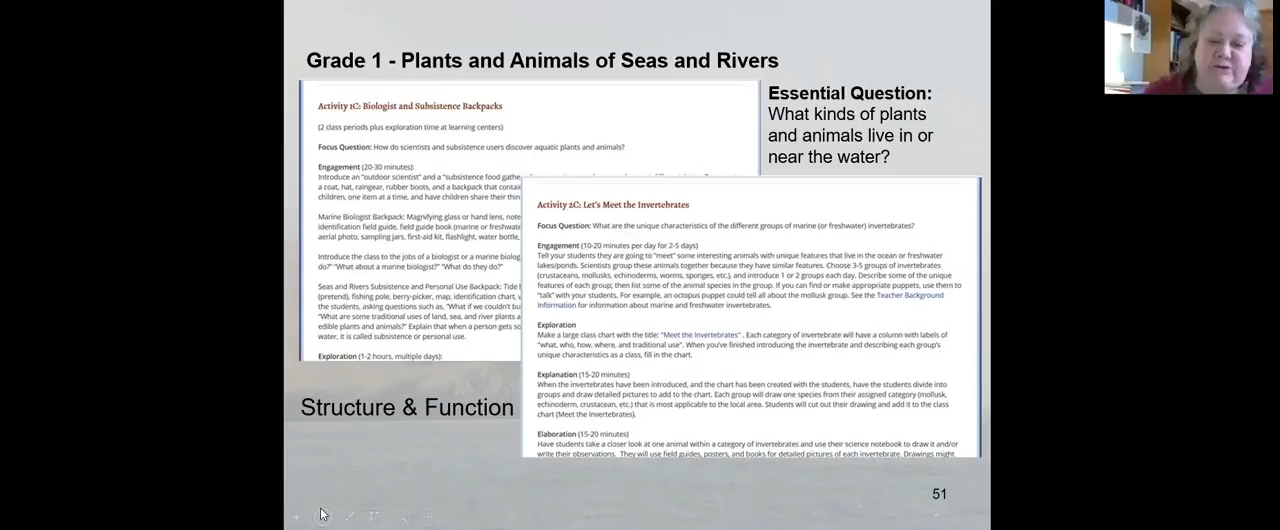 Grade 1 - Plants and Animals of Seas and Rivers
Activity 1C: Biologist and Subsistence Backpacks
(2 class periods plus exploration time at learning centers)
Focus Question: How do scientists and subsistence users discover aquatic plants and animals?
Engagement (20-30 minutes):
Introduce an "outdoor scientist" and a "subsistence food gathe
a coat, hat, raingear, rubber boots, and a backpack that contain
children, one item at a time, and have children share their thin
Marine Biologist Backpack: Magnifying glass or hand lens, note
identification field guide, field guide book (marine or freshwate
aerial photo, sampling jars, first-aid kit, flashlight, water bottle,
Introduce the class to the jobs of a biologist or a marine biolog
do?" "What about a marine biologist?" "What do they do?"
Seas and Rivers Subsistence and Personal Use Backpack: Tide
(pretend), fishing pole, berry-picker, map, identification chart,
the students, asking questions such as, "What if we couldn't bu
"What are some traditional uses of land, sea, and river plants a
edible plants and animals?" Explain that when a person gets so
water, it is called subsistence or personal use.
Exploration (1-2 hours, multiple days):
Essential Question:
What kinds of plants
and animals live in or
near the water?
Activity 2C: Let's Meet the Invertebrates
Focus Question: What are the unique characteristics of the different groups of marine (or freshwater) invertebrates?
Engagement (10-20 minutes per day for 2-5 days)
Tell your students they are going to "meet" some interesting animals with unique features that live in the ocean or freshwater
lakes/ponds. Scientists group these animals together because they have similar features. Choose 3-5 groups of invertebrates
(crustaceans, mollusks, echinoderms, worms, sponges, etc.), and introduce 1 or 2 groups each day. Describe some of the unique
features of each group; then list some of the animal species in the group. If you can find or make appropriate puppets, use them to
"talk" with your students. For example, an octopus puppet could tell all about the mollusk group. See the Teacher Background
Information for information about marine and freshwater invertebrates.
Exploration
Make a large class chart with the title: "Meet the Invertebrates" . Each category of invertebrate will have a column with labels of
"what, who, how, where, and traditional use". When you've finished introducing the invertebrate and describing each group's
unique characteristics as a class, fill in the chart.
Explanation (15-20 minutes)
When the invertebrates have been introduced, and the chart has been created with the students, have the students divide into
groups and draw detailed pictures to add to the chart. Each group will draw one species from their assigned category (mollusk,
echinoderm, crustacean, etc.) that is most applicable to the local area. Students will cut out their drawing and add it to the class
chart (Meet the Invertebrates).
Elaboration (15-20 minutes)
Have students take a closer look at one animal within a category of invertebrates and use their science notebook to draw it and/or
write their observations. They will use field guides, posters, and books for detailed pictures of each invertebrate. Drawings might
Structure & Function
51